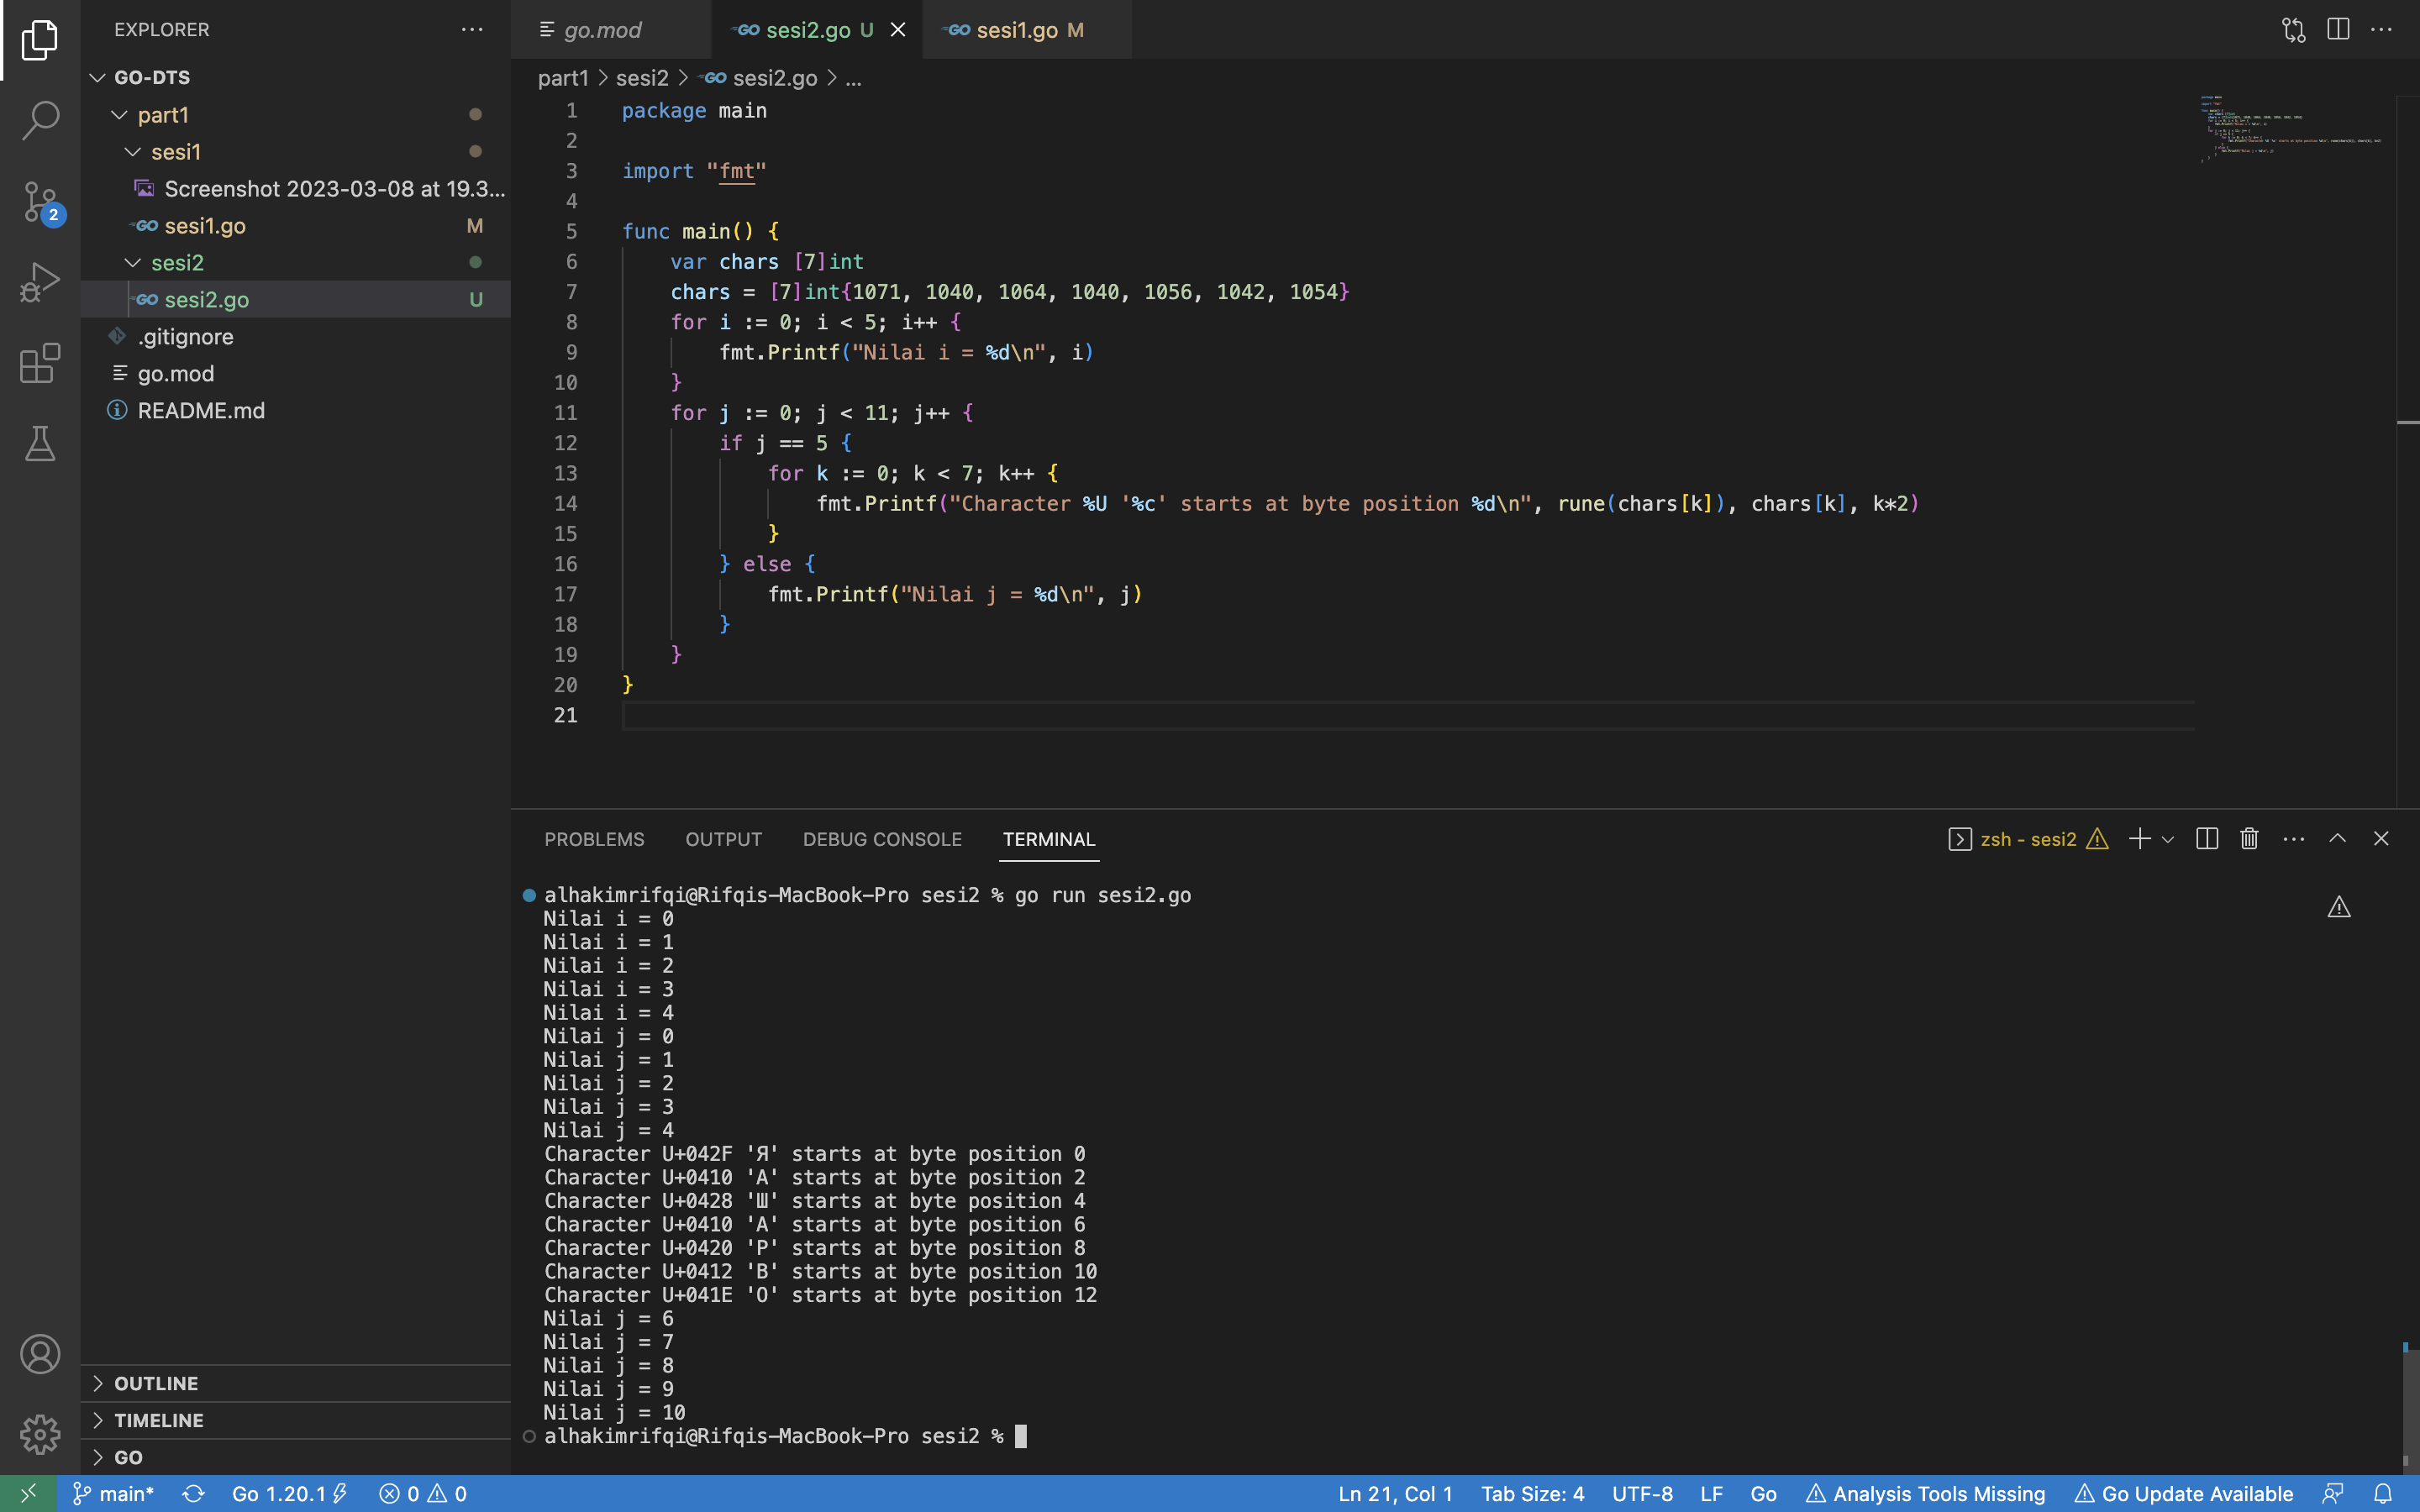 EXPLORER
GO-DTS
part1
sesi1
Screenshot 2023-03-08 at 19.3...
sesi1.go M
sesi2
sesi2.go U
.gitignore
go.mod
README.md
OUTLINE
TIMELINE
GO
2
go.mod
GO sesi2.go U
GO sesi1.go M
part1 > sesi2 > GO sesi2.go > ...
1 package main
2
3 import "fmt"
4
5 func main() {
6 var chars [7]int
7 chars = [7]int{1071, 1040, 1064, 1040, 1056, 1042, 1054}
8 for i := 0; i < 5; i++ {
9 fmt.Printf("Nilai i = %d\n", i)
10 }
11 for j := 0; j < 11; j++ {
12 if j == 5 {
13 for k := 0; k < 7; k++ {
14 fmt.Printf("Character %U '%c' starts at byte position %d\n", rune(chars[k]), chars[k], k*2)
15 }
16 } else {
17 fmt.Printf("Nilai j = %d\n", j)
18 }
19 }
20 }
21
PROBLEMS OUTPUT DEBUG CONSOLE TERMINAL
zsh - sesi2
alhakimrifqi@Rifqis-MacBook-Pro sesi2 % go run sesi2.go
Nilai i = 0
Nilai i = 1
Nilai i = 2
Nilai i = 3
Nilai i = 4
Nilai j = 0
Nilai j = 1
Nilai j = 2
Nilai j = 3
Nilai j = 4
Character U+042F 'Я' starts at byte position 0
Character U+0410 'А' starts at byte position 2
Character U+0428 'Ш' starts at byte position 4
Character U+0410 'А' starts at byte position 6
Character U+0420 'Р' starts at byte position 8
Character U+0412 'В' starts at byte position 10
Character U+041E 'О' starts at byte position 12
Nilai j = 6
Nilai j = 7
Nilai j = 8
Nilai j = 9
Nilai j = 10
alhakimrifqi@Rifqis-MacBook-Pro sesi2 %
main* Go 1.20.1 0 0 Ln 21, Col 1 Tab Size: 4 UTF-8 LF Go Analysis Tools Missing Go Update Available